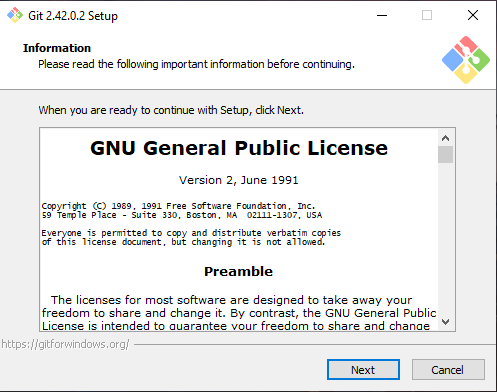 Git 2.42.0.2 Setup
Information
Please read the following important information before continuing.
When you are ready to continue with Setup, click Next.
GNU General Public License
Version 2, June 1991
Copyright (C) 1989, 1991 Free Software Foundation, Inc.
59 Temple Place - Suite 330, Boston, MA  02111-1307, USA
Everyone is permitted to copy and distribute verbatim copies
of this license document, but changing it is not allowed.
Preamble
The licenses for most software are designed to take away your
freedom to share and change it. By contrast, the GNU General Public
License is intended to guarantee your freedom to share and change
https://gitforwindows.org/
Next
Cancel